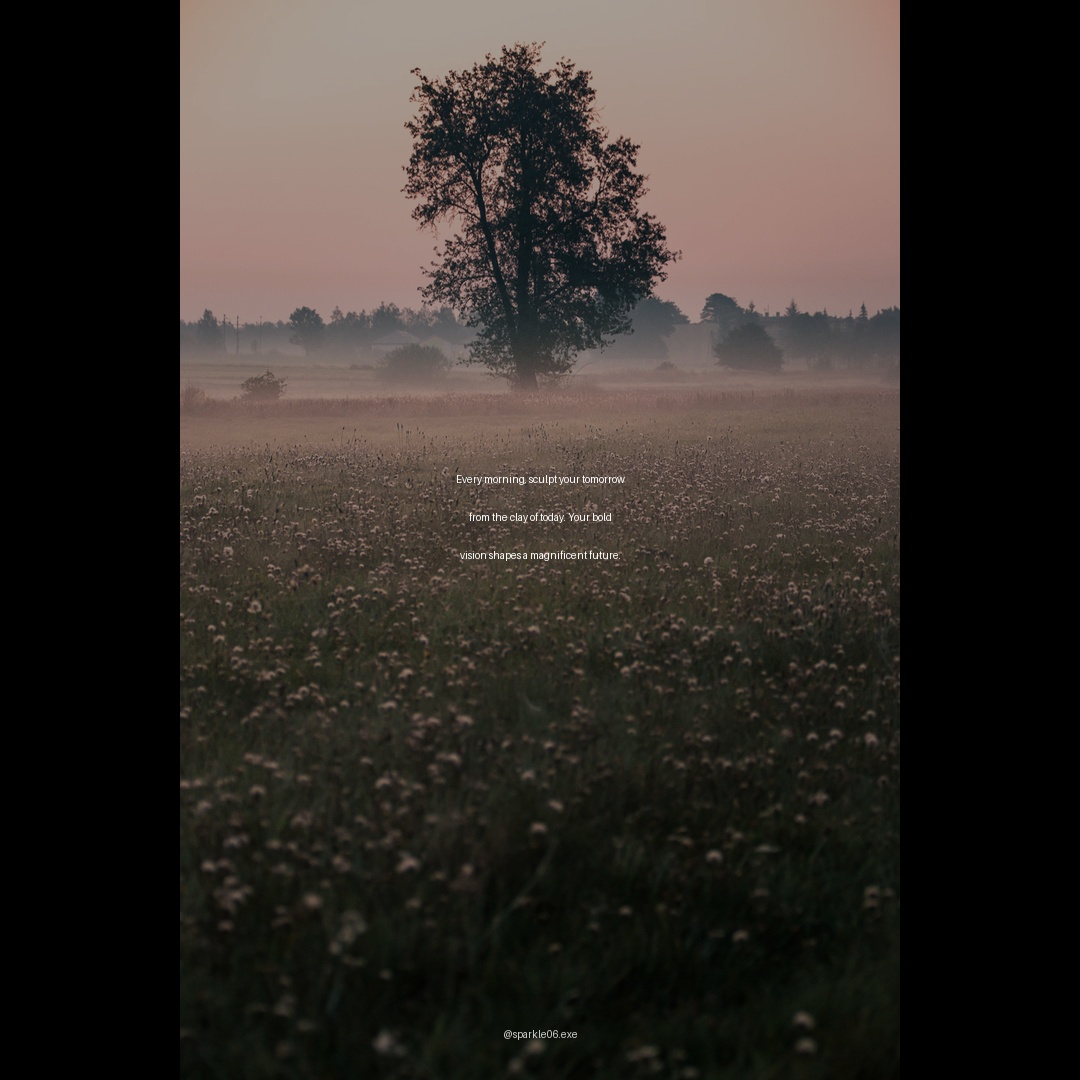 Every morning, sculpt your tomorrow
from the clay of today. Your bold
vision shapes a magnificent future.
@sparkle06.exe